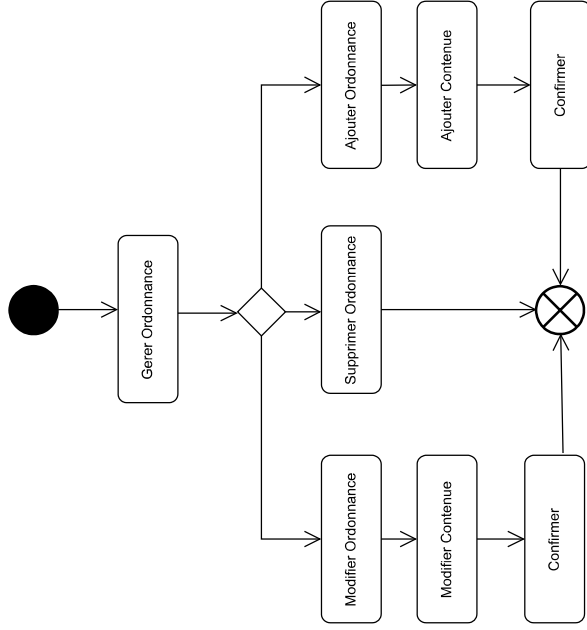 Gerer Ordonnance
Ajouter Ordonnance
Ajouter Contenue
Confirmer
Supprimer Ordonnance
Modifier Ordonnance
Modifier Contenue
Confirmer